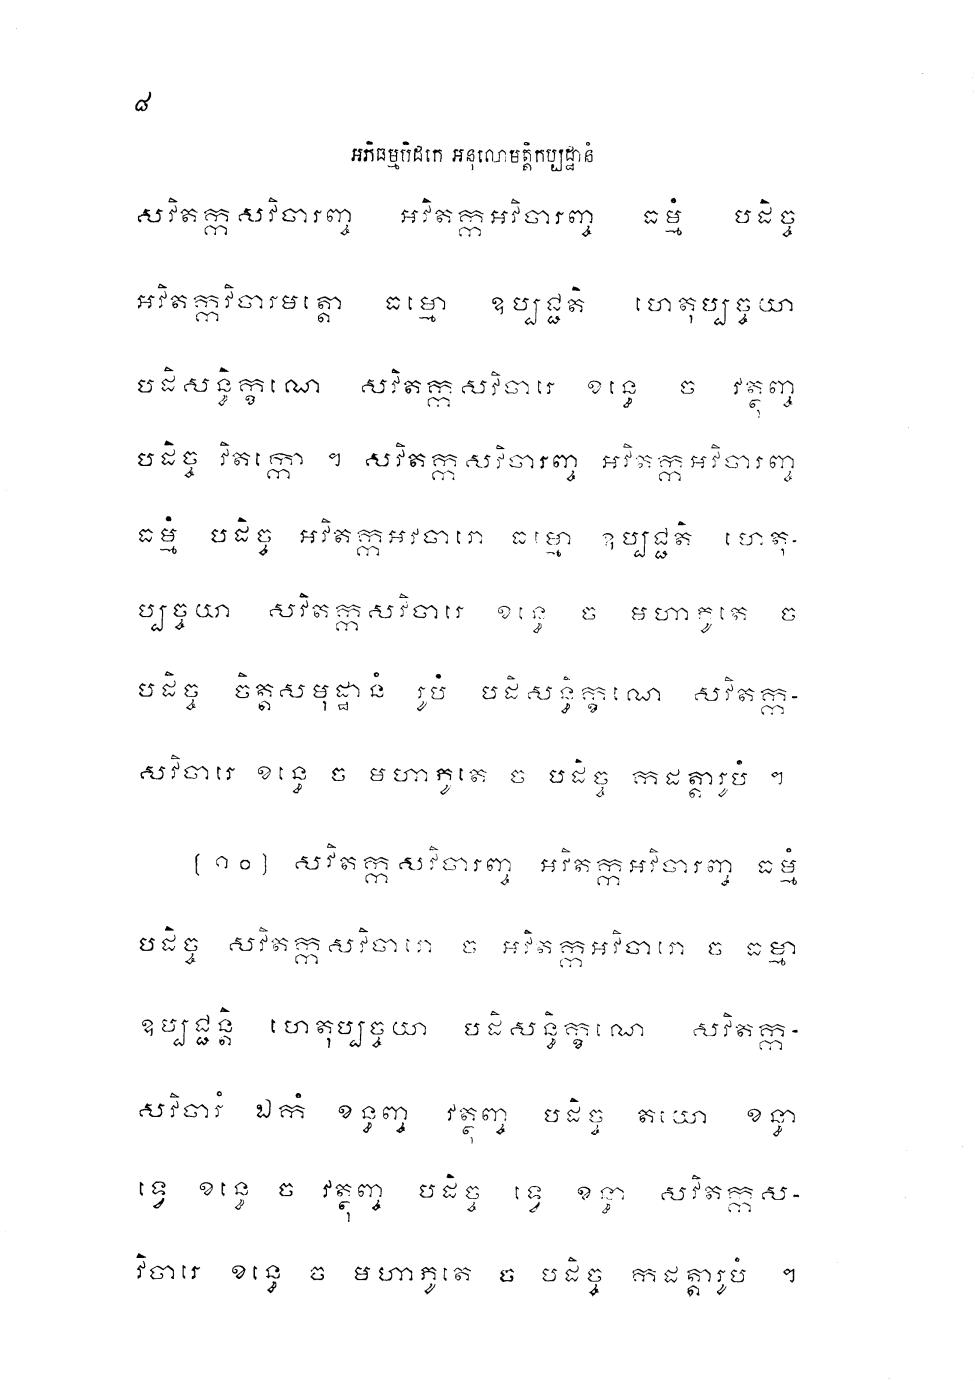 ៨
អភិធម្មបិដកេ អនុលោមត្តិកប្បដ្ឋានំ
សវិតក្កសវិចារញ្ច អវិតក្កអវិចារញ្ច ធម្មំ បដិច្ច
អវិតក្កវិចារមត្តោ ធម្មោ ឧប្បជ្ជតិ ហេតុប្បច្ចយា
បដិសន្ធិក្ខណេ សវិតក្កសវិចារេ ខន្ធេ ច វត្ថុញ្ច
បដិច្ច វិតក្កោ ។ សវិតក្កសវិចារញ្ច អវិតក្កអវិចារញ្ច
ធម្មំ បដិច្ច អវិតក្កអវចារោ ធម្មោ ឧប្បជ្ជតិ ហេតុ-
ប្បច្ចយា សវិតក្កសវិចារេ ខន្ធេ ច មហាភូតេ ច
បដិច្ច ចិត្តសមុដ្ឋានំ រូបំ បដិសន្ធិក្ខណេ សវិតក្ក-
សវិចារេ ខន្ធេ ច មហាភូតេ ច បដិច្ច កដត្តារូបំ ។
[១០] សវិតក្កសវិចារញ្ច អវិតក្កអវិចារញ្ច ធម្មំ
បដិច្ច សវិតក្កសវិចារោ ច អវិតក្កអវិចារោ ច ធម្មា
ឧប្បជ្ជន្តិ ហេតុប្បច្ចយា បដិសន្ធិក្ខណេ សវិតក្ក-
សវិចារំ ឯកំ ខន្ធញ្ច វត្ថុញ្ច បដិច្ច តយោ ខន្ធា
ទ្វេ ខន្ធេ ច វត្ថុញ្ច បដិច្ច ទ្វេ ខន្ធា សវិតក្កស-
វិចារេ ខន្ធេ ច មហាភូតេ ច បដិច្ច កដត្តារូបំ ។